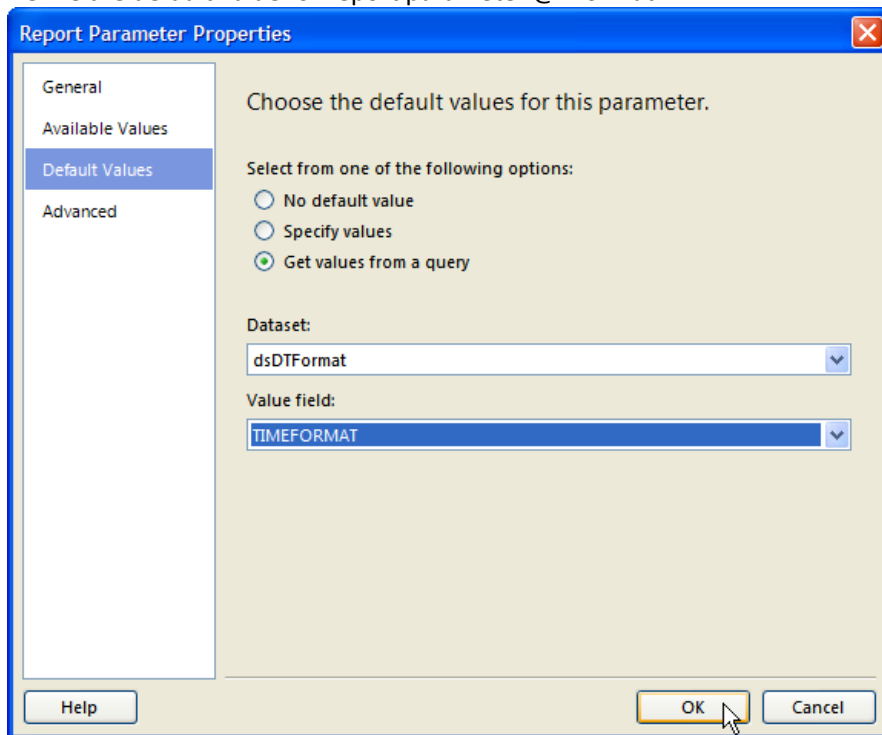 Report Parameter Properties
General
Available Values
Default Values
Advanced
Choose the default values for this parameter.
Select from one of the following options:
No default value
Specify values
Get values from a query
Dataset:
dsDTFormat
Value field:
TIMEFORMAT
Help
OK
Cancel